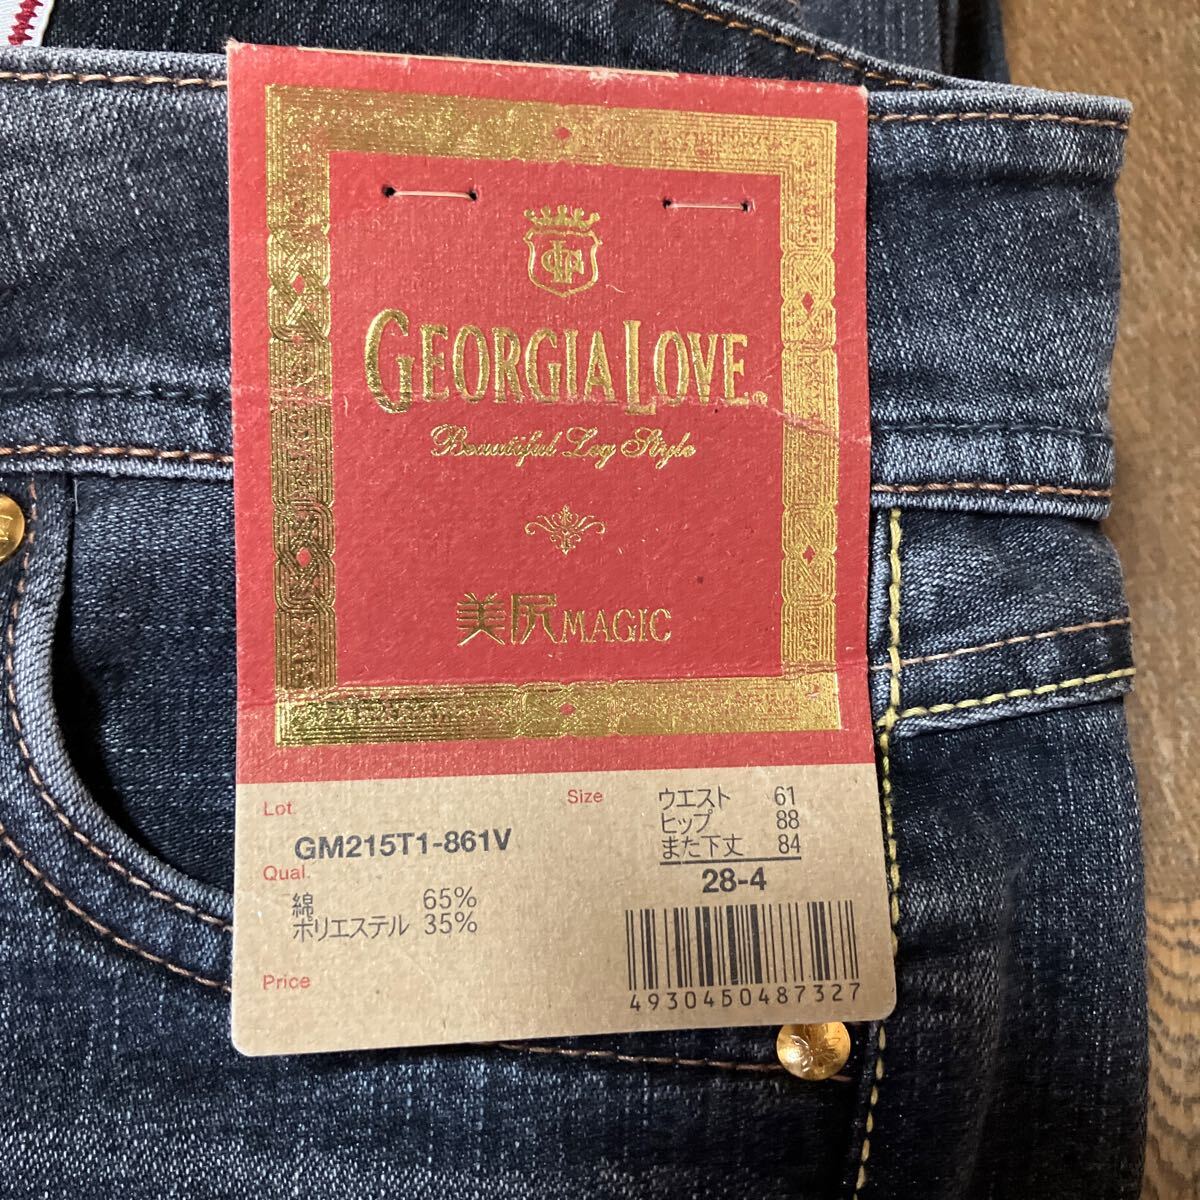 GEORGIA LOVE®
Beautiful Leg Style
美尻MAGIC
Lot.
GM215T1-861V
Qual.
綿 65%
ポリエステル 35%
Price
Size
ウエスト 61
ヒップ 88
また下丈 84
28-4
4930450487327